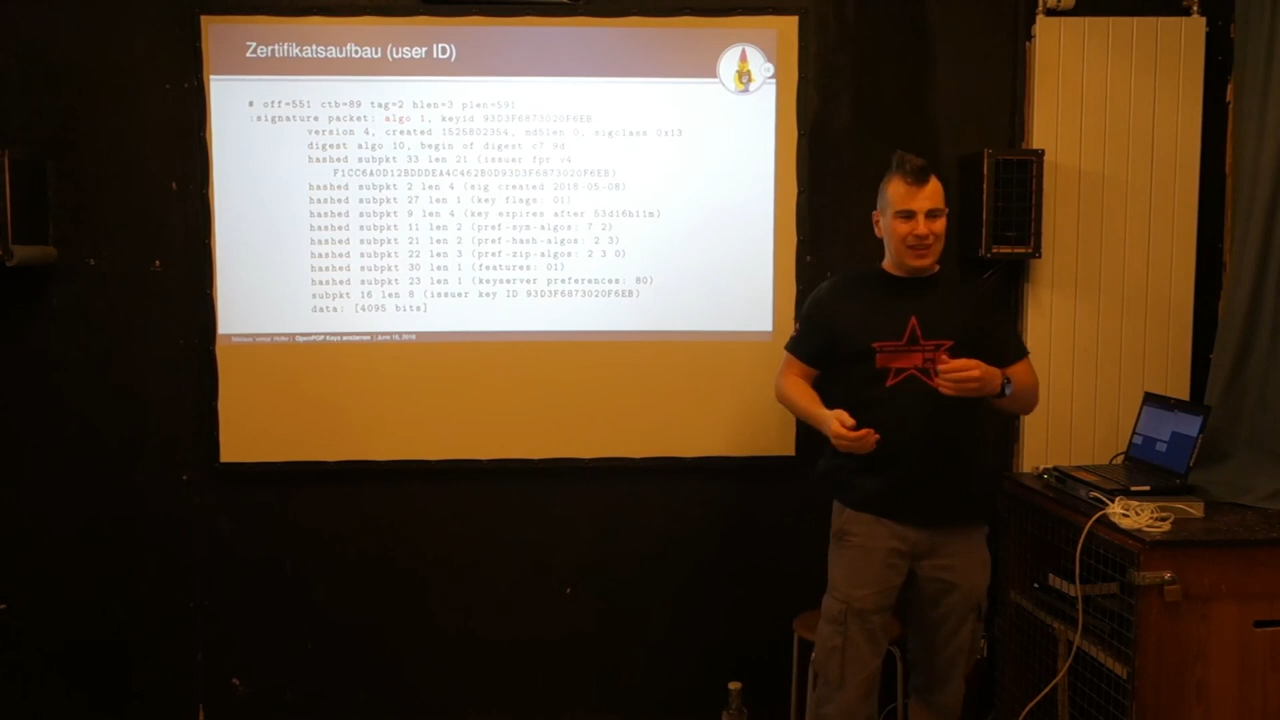 Zertifikatsaufbau (user ID)
# off=551 ctb=89 tag=2 hlen=3 plen=591
:signature packet: algo 1, keyid 93D3F6873020F6EB
version 4, created 1525802354, md5len 0, sigclass 0x13
digest algo 10, begin of digest c7 9d
hashed subpkt 33 len 21 (issuer fpr v4
F1CC6A0D12BDDDEA4C462B0D93D3F6873020F6EB)
hashed subpkt 2 len 4 (sig created 2018-05-08)
hashed subpkt 27 len 1 (key flags: 01)
hashed subpkt 9 len 4 (key expires after 53d16h11m)
hashed subpkt 11 len 2 (pref-sym-algos: 7 2)
hashed subpkt 21 len 2 (pref-hash-algos: 2 3)
hashed subpkt 22 len 3 (pref-zip-algos: 2 3 0)
hashed subpkt 30 len 1 (features: 01)
hashed subpkt 23 len 1 (keyserver preferences: 80)
subpkt 16 len 8 (issuer key ID 93D3F6873020F6EB)
data: [4095 bits]
OpenPGP Keys | June 16, 2018